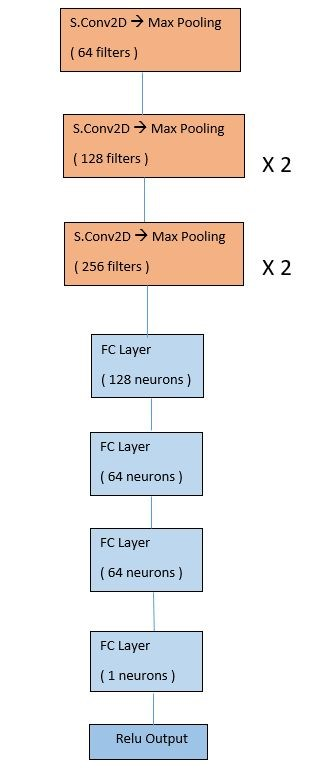 S.Conv2D → Max Pooling
( 64 filters )
S.Conv2D → Max Pooling
( 128 filters )
X 2
S.Conv2D → Max Pooling
( 256 filters )
X 2
FC Layer
( 128 neurons )
FC Layer
( 64 neurons )
FC Layer
( 64 neurons )
FC Layer
( 1 neurons )
Relu Output